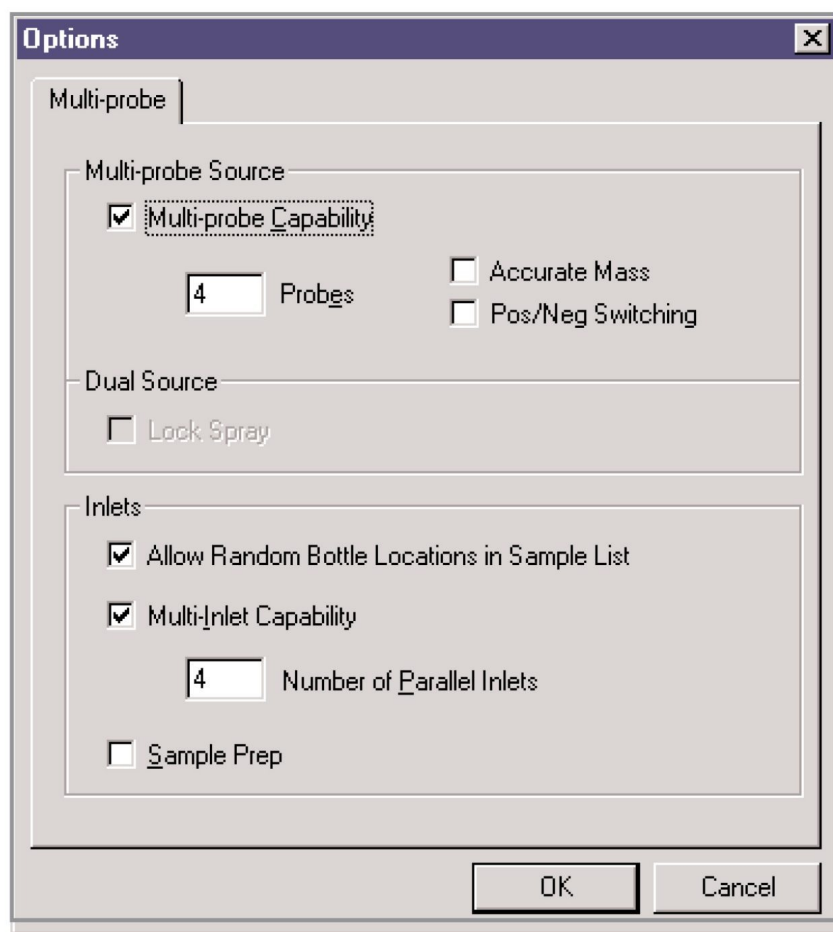 Options
Multi-probe
Multi-probe Source
Multi-probe Capability
4 Probes
Accurate Mass
Pos/Neg Switching
Dual Source
Lock Spray
Inlets
Allow Random Bottle Locations in Sample List
Multi-Inlet Capability
4 Number of Parallel Inlets
Sample Prep
OK Cancel